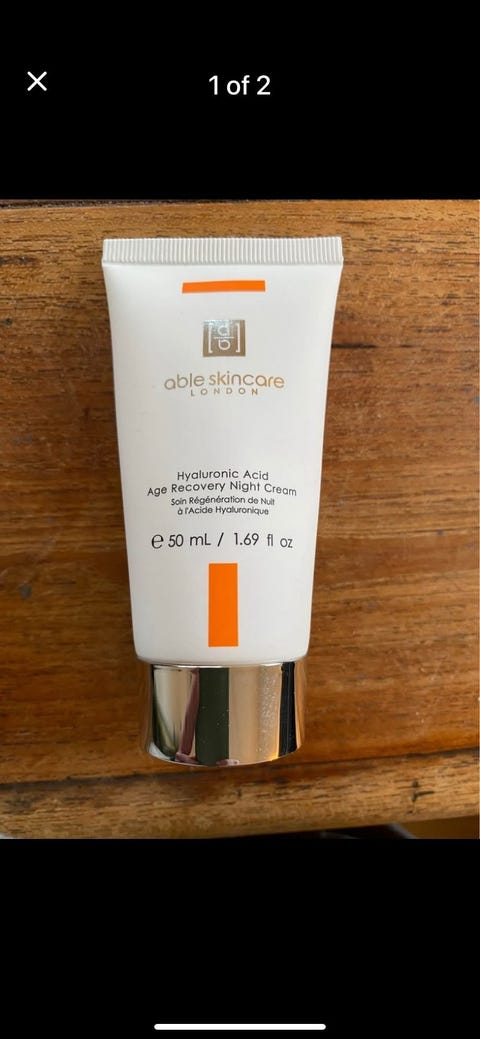 1 of 2
able skincare
LONDON
Hyaluronic Acid
Age Recovery Night Cream
Soin Régénération de Nuit
à l'Acide Hyaluronique
℮ 50 mL / 1.69 fl oz